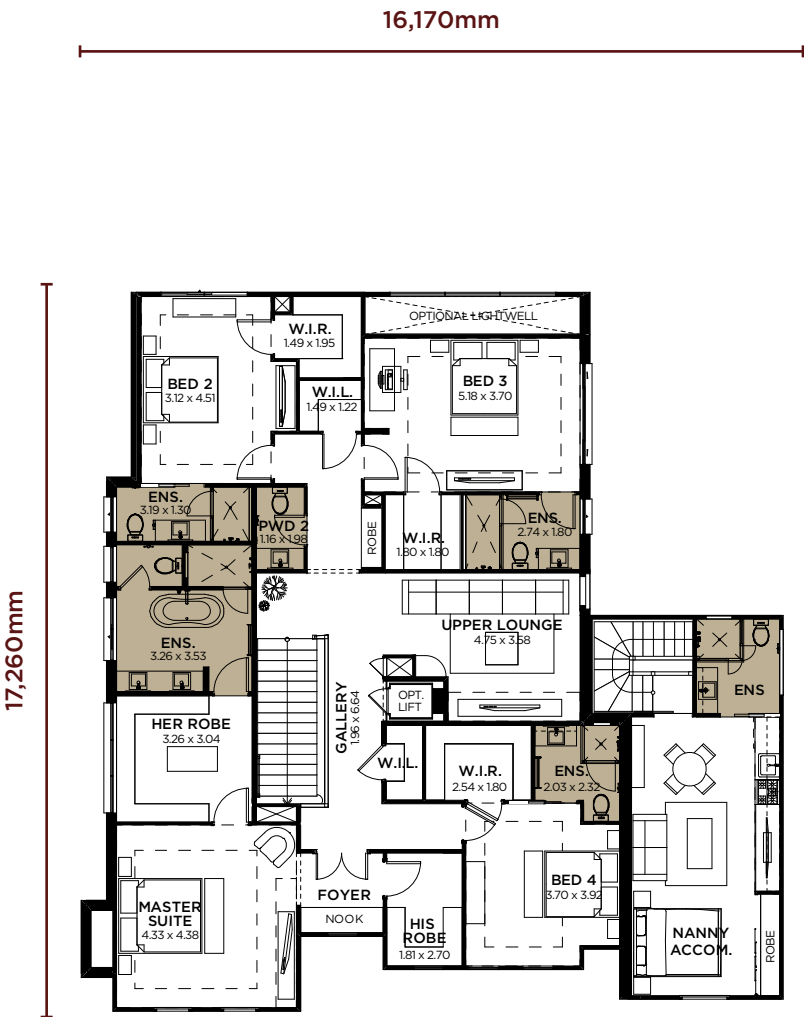 16,170mm
17,260mm
OPTIONAL LIGHTWELL
W.I.R.
1.49 x 1.95
BED 2
3.12 x 4.51
W.I.L.
1.49 x 1.22
BED 3
5.18 x 3.70
ENS.
3.19 x 1.30
PWD 2
1.16 x 1.98
ROBE
W.I.R.
1.80 x 1.80
ENS.
2.74 x 1.80
ENS.
3.26 x 3.53
UPPER LOUNGE
4.75 x 3.58
GALLERY
1.96 x 6.64
OPT.
LIFT
ENS
HER ROBE
3.26 x 3.04
W.I.L.
W.I.R.
2.54 x 1.80
ENS.
2.03 x 2.32
MASTER
SUITE
4.33 x 4.38
FOYER
NOOK
HIS
ROBE
1.81 x 2.70
BED 4
3.70 x 3.92
NANNY
ACCOM.
ROBE